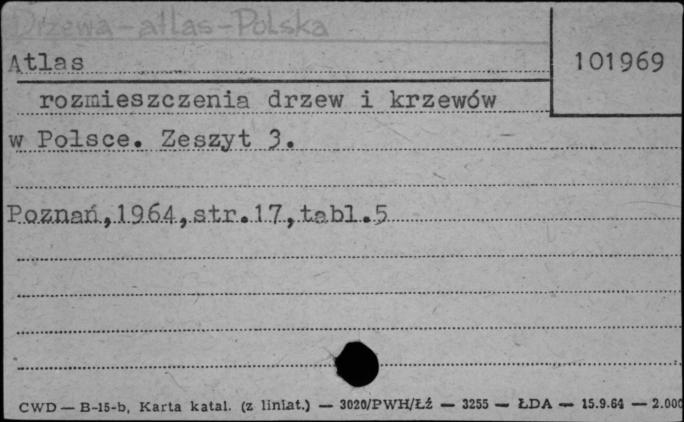 Drzewa-atlas-Polska
Atlas
101969
rozmieszczenia drzew i krzewów
w Polsce. Zeszyt 3.
Poznań,1964,str.17,tabl.5
CWD — B-15-b, Karta katal. (z liniat.) — 3020/PWH/Łź — 3255 — ŁDA — 15.9.64 — 2.000